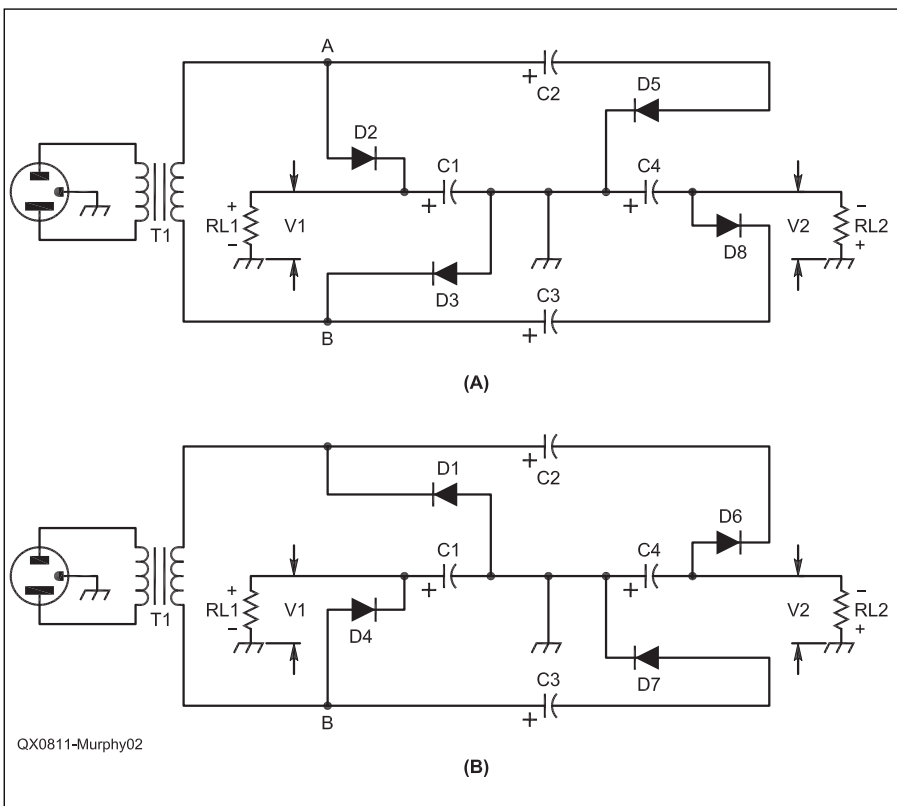 A
+
C2
D5
D2
C1
C4
+
+
+
RL1
V1
-
T1
-
V2
RL2
+
D8
D3
C3
+
B
(A)
+
C2
D1
D6
C1
C4
+
+
+
RL1
V1
-
T1
-
V2
RL2
+
D4
D7
C3
+
B
QX0811-Murphy02
(B)